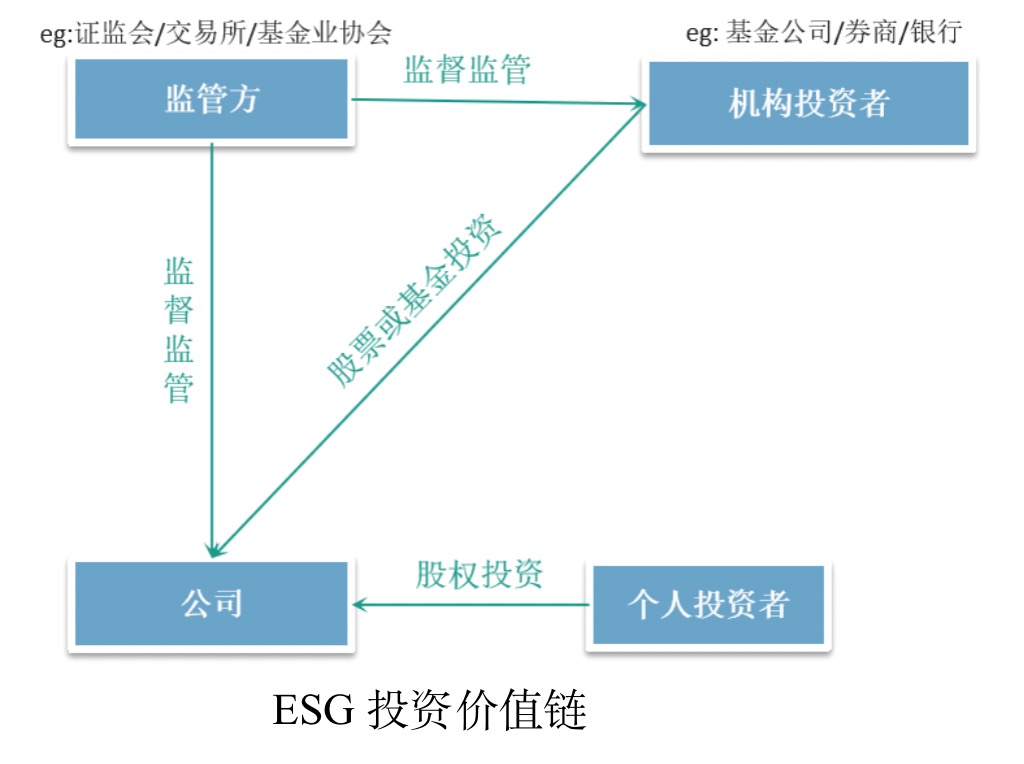 eg:证监会/交易所/基金业协会
eg: 基金公司/券商/银行
监管方
监督监管
机构投资者
监督监管
股票或基金投资
公司
股权投资
个人投资者
ESG 投资价值链